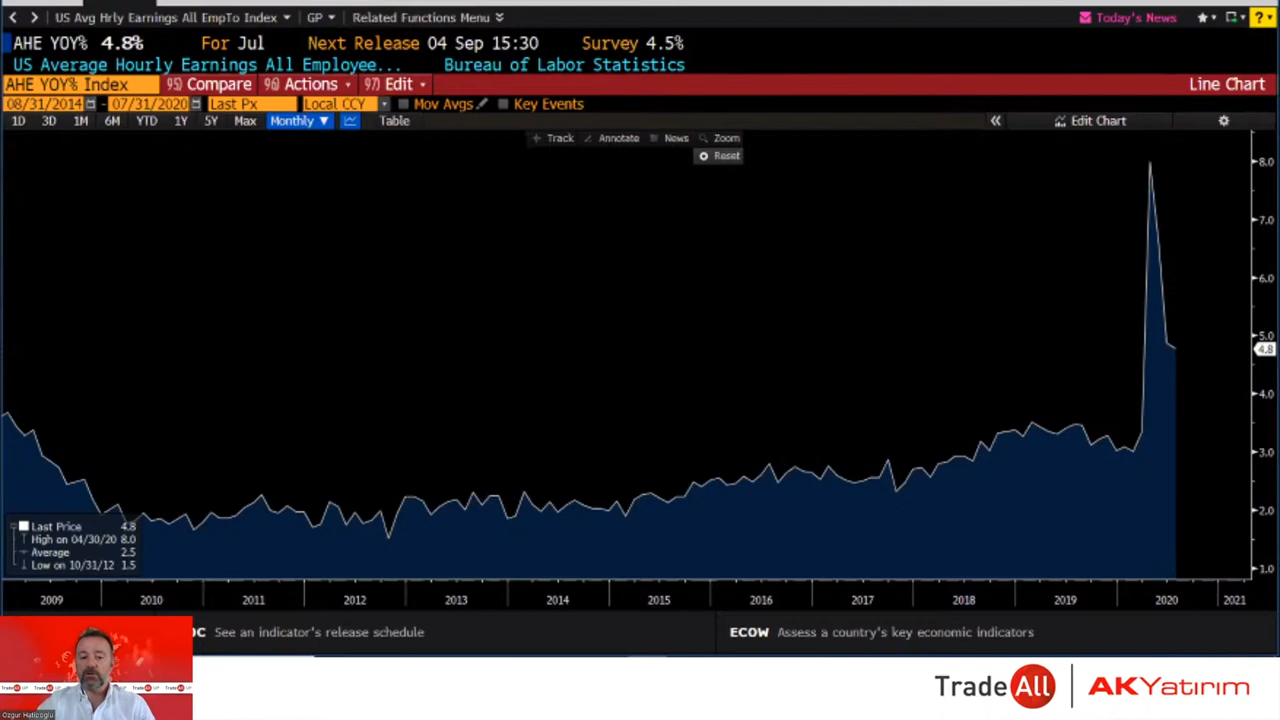 US Avg Hrly Earnings All EmpTo Index GP Related Functions Menu Today's News ?
AHE YOY% 4.8% For Jul Next Release 04 Sep 15:30 Survey 4.5%
US Average Hourly Earnings All Employee... Bureau of Labor Statistics
AHE YOY% Index 95) Compare 96) Actions 97) Edit Line Chart
08/31/2014 - 07/31/2020 Last Px Local CCY Mov Avgs Key Events
1D 3D 1M 6M YTD 1Y 5Y Max Monthly ▼ Table « Edit Chart
Track Annotate News Zoom
Reset
8.0
7.0
6.0
5.0
4.8
4.0
3.0
2.0
1.0
Last Price 4.8
High on 04/30/20 8.0
Average 2.5
Low on 10/31/12 1.5
2009 2010 2011 2012 2013 2014 2015 2016 2017 2018 2019 2020 2021
See an indicator's release schedule ECOW Assess a country's key economic indicators
TradeAll TradeAll TradeAll TradeAll
Ozgur Hatipoglu
TradeAll AKYatırım